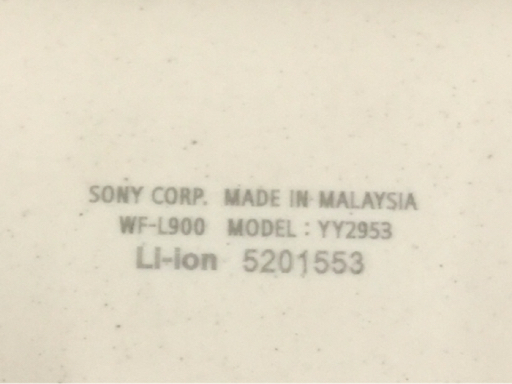 SONY CORP. MADE IN MALAYSIA
WF-L900 MODEL : YY2953
Li-ion 5201553